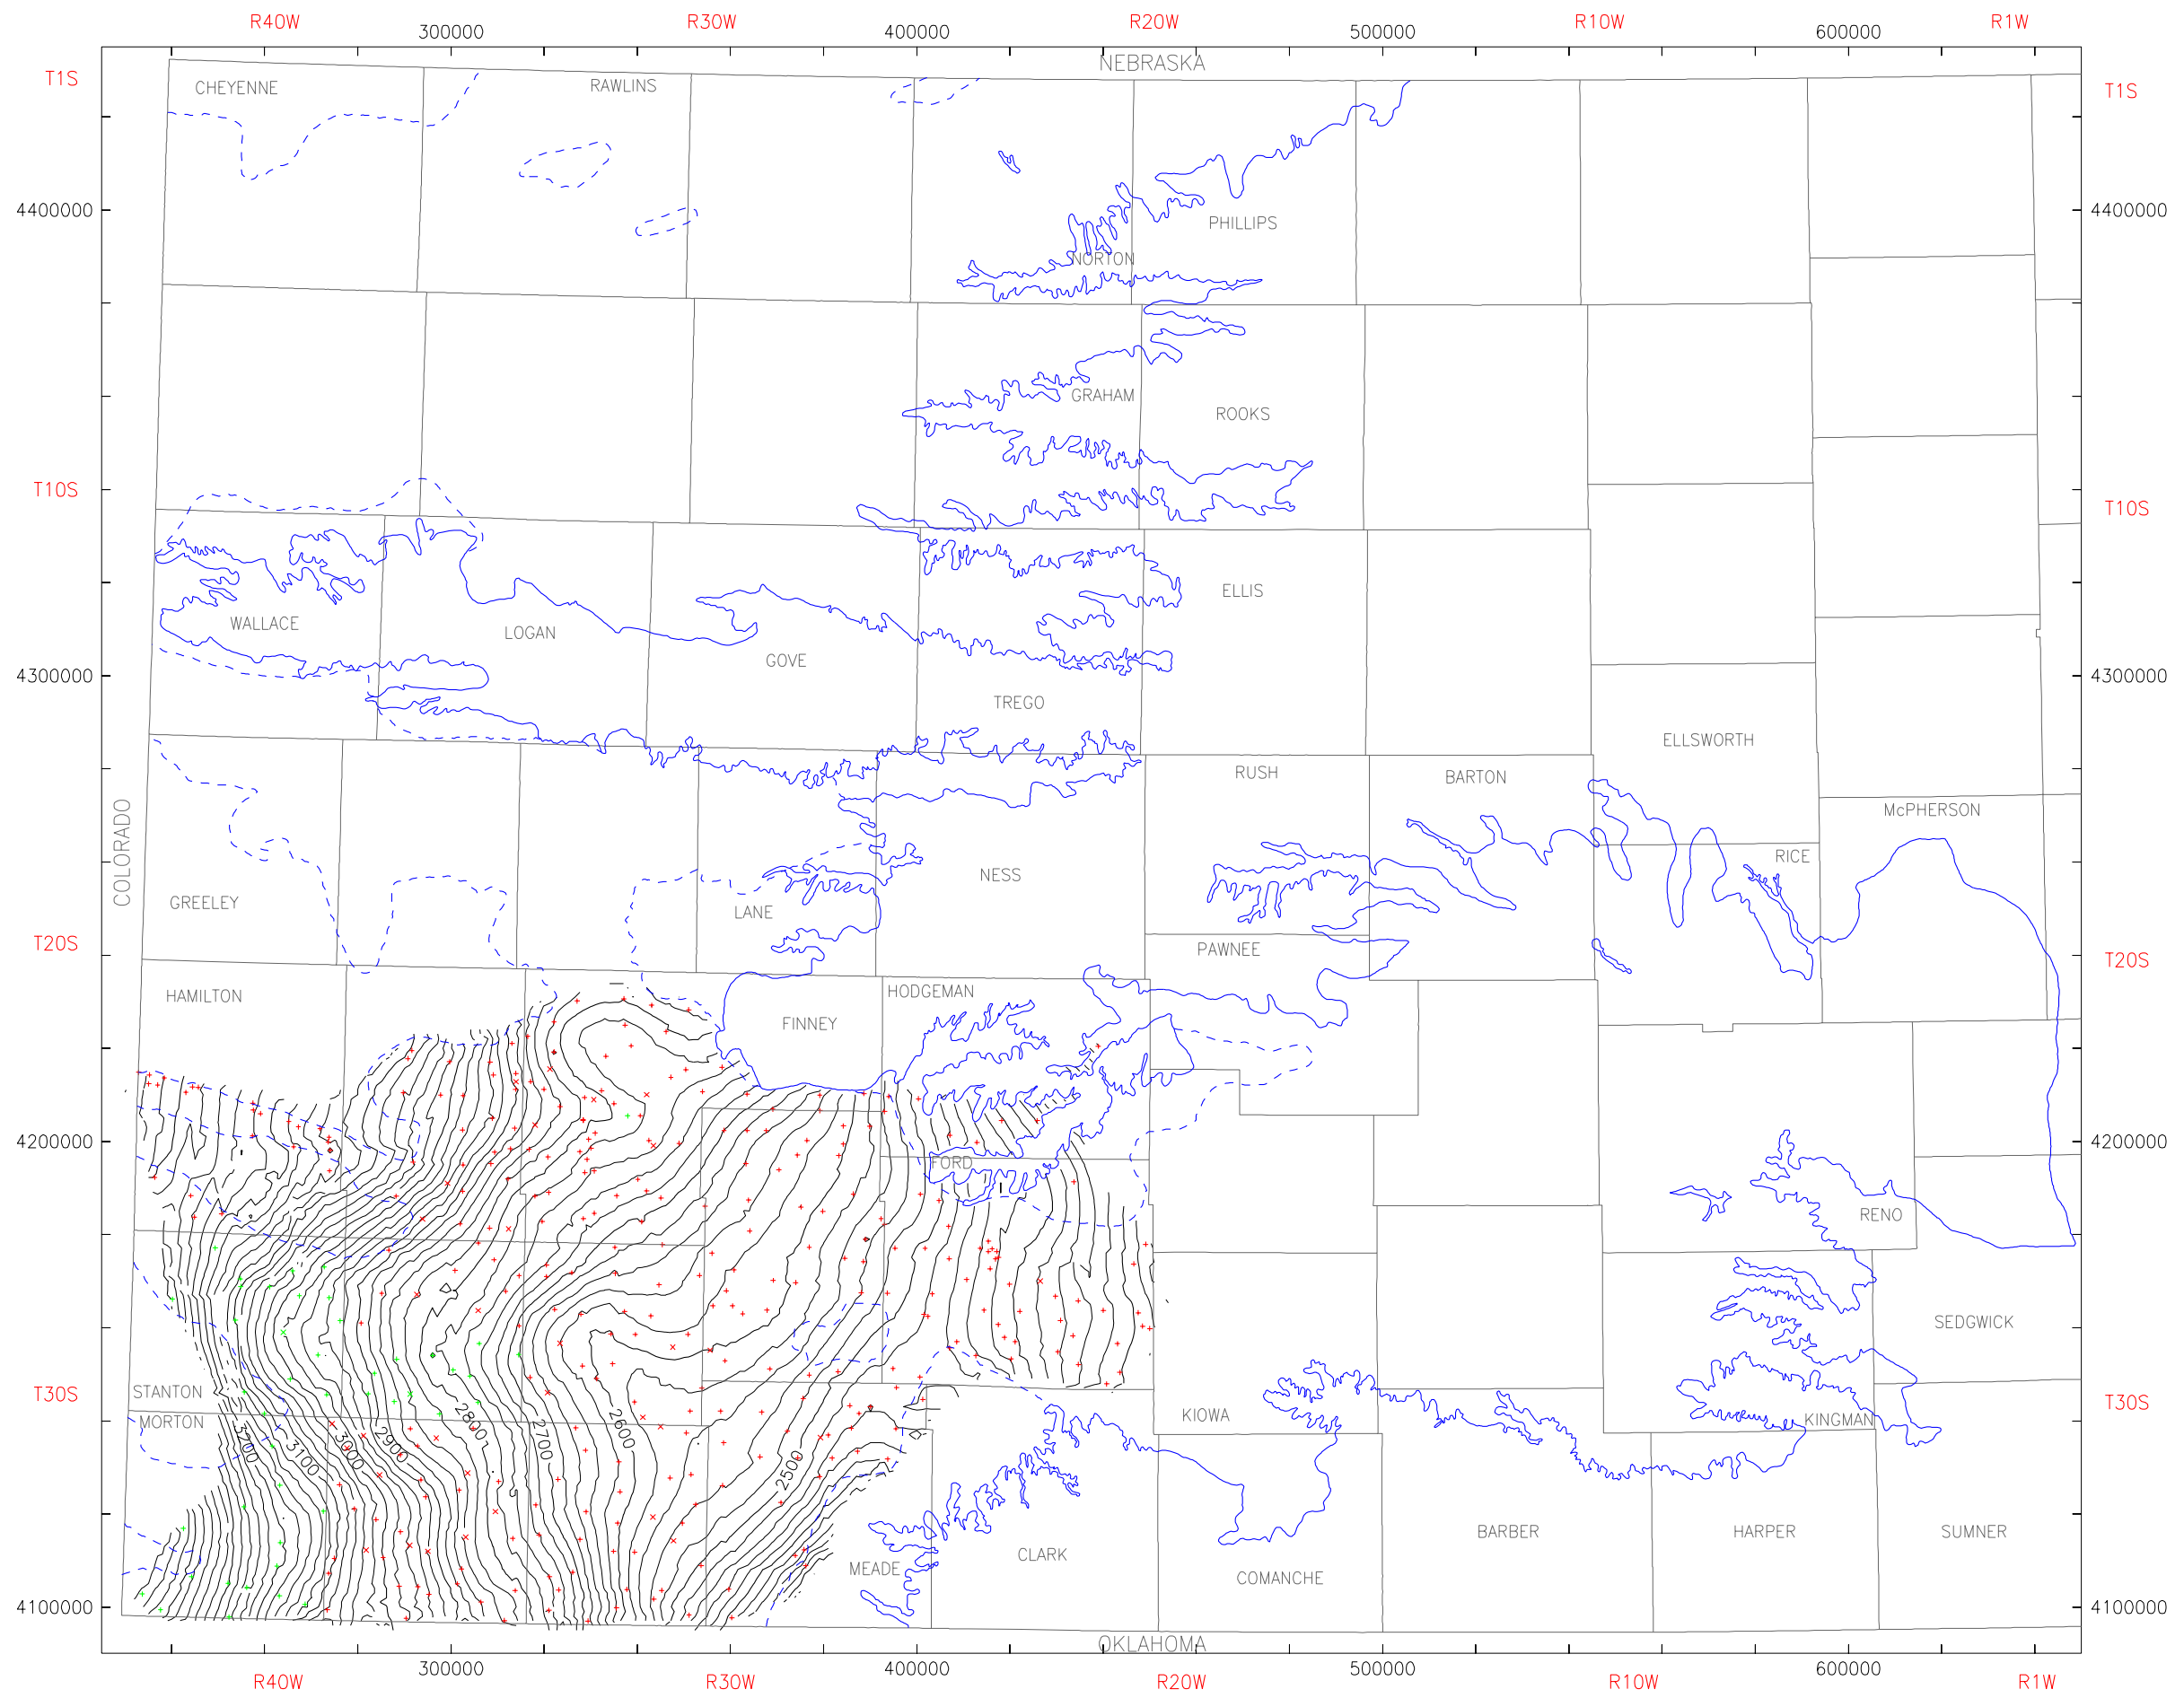 R40W R30W R20W R10W R1W
300000 400000 500000 600000
NEBRASKA
T1S T1S
CHEYENNE RAWLINS
4400000 4400000
PHILLIPS
NORTON
GRAHAM
ROOKS
T10S T10S
ELLIS
WALLACE
LOGAN
GOVE
4300000 4300000
TREGO
ELLSWORTH
RUSH BARTON
COLORADO
McPHERSON
RICE
NESS
GREELEY
LANE
T20S T20S
PAWNEE
HAMILTON
HODGEMAN
FINNEY
4200000 4200000
FORD
RENO
SEDGWICK
STANTON
T30S T30S
MORTON
KIOWA
KINGMAN
3200 3100 3000 2900 2800 2700 2600 2500
BARBER HARPER SUMNER
CLARK
MEADE
COMANCHE
4100000 4100000
OKLAHOMA
300000 400000 500000 600000
R40W R30W R20W R10W R1W